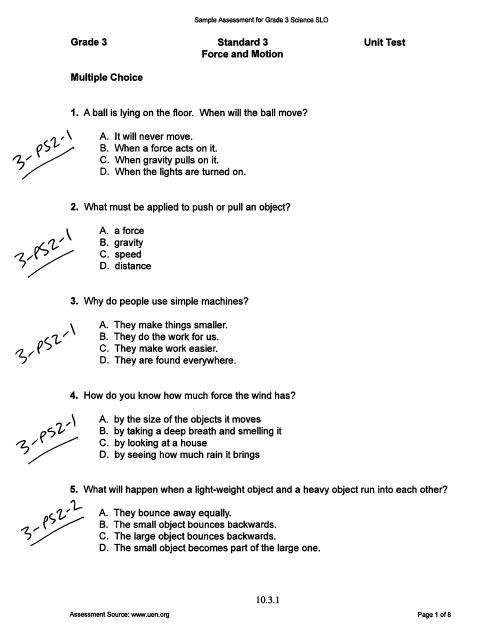 Sample Assessment for Grade 3 Science SLO
Grade 3 Standard 3 Unit Test
Force and Motion
Multiple Choice
1. A ball is lying on the floor. When will the ball move?
3-PS2-1
A. It will never move.
B. When a force acts on it.
C. When gravity pulls on it.
D. When the lights are turned on.
2. What must be applied to push or pull an object?
3-PS2-1
A. a force
B. gravity
C. speed
D. distance
3. Why do people use simple machines?
3-PS2-1
A. They make things smaller.
B. They do the work for us.
C. They make work easier.
D. They are found everywhere.
4. How do you know how much force the wind has?
3-PS2-1
A. by the size of the objects it moves
B. by taking a deep breath and smelling it
C. by looking at a house
D. by seeing how much rain it brings
5. What will happen when a light-weight object and a heavy object run into each other?
3-PS2-2
A. They bounce away equally.
B. The small object bounces backwards.
C. The large object bounces backwards.
D. The small object becomes part of the large one.
10.3.1
Assessment Source: www.uen.org Page 1 of 8